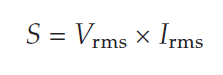 S = V_rms × I_rms